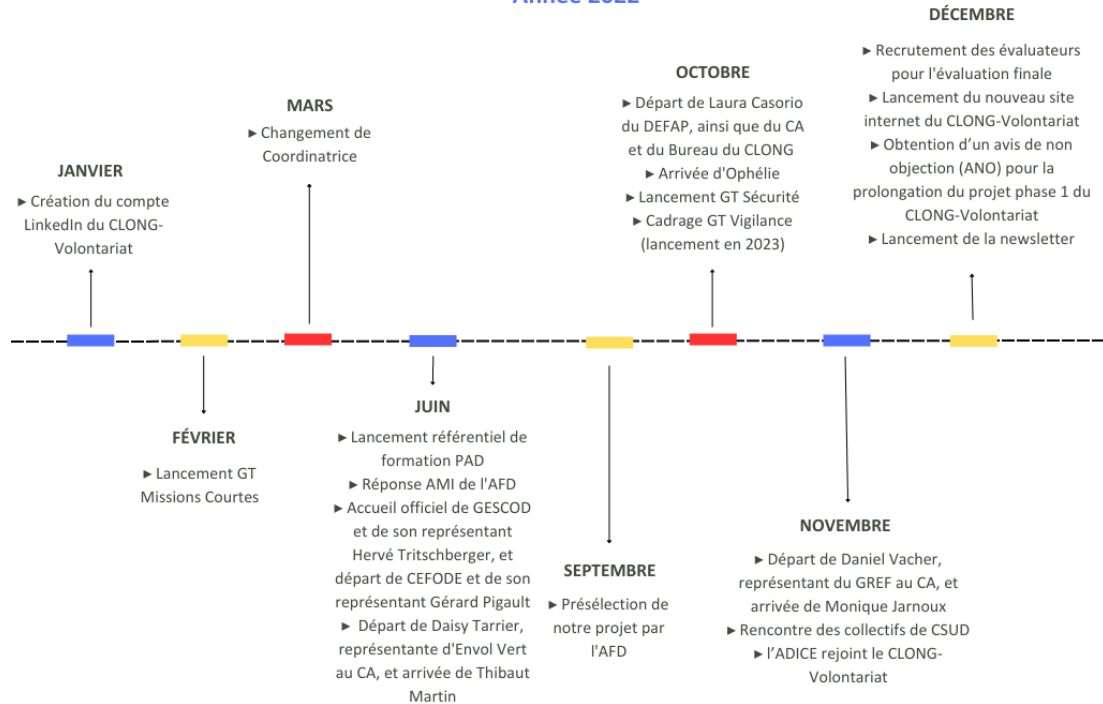 Année 2022
JANVIER
► Création du compte
LinkedIn du CLONG-
Volontariat
FÉVRIER
► Lancement GT
Missions Courtes
MARS
► Changement de
Coordinatrice
JUIN
► Lancement référentiel de
formation PAD
► Réponse AMI de l'AFD
► Accueil officiel de GESCOD
et de son représentant
Hervé Tritschberger, et
départ de CEFODE et de son
représentant Gérard Pigault
► Départ de Daisy Tarrier,
représentante d'Envol Vert
au CA, et arrivée de Thibaut
Martin
SEPTEMBRE
► Présélection de
notre projet par
l'AFD
OCTOBRE
► Départ de Laura Casorio
du DEFAP, ainsi que du CA
et du Bureau du CLONG
► Arrivée d'Ophélie
► Lancement GT Sécurité
► Cadrage GT Vigilance
(lancement en 2023)
NOVEMBRE
► Départ de Daniel Vacher,
représentant du GREF au CA, et
arrivée de Monique Jarnoux
► Rencontre des collectifs de CSUD
► l’ADICE rejoint le CLONG-
Volontariat
DÉCEMBRE
► Recrutement des évaluateurs
pour l'évaluation finale
► Lancement du nouveau site
internet du CLONG-Volontariat
► Obtention d’un avis de non
objection (ANO) pour la
prolongation du projet phase 1 du
CLONG-Volontariat
► Lancement de la newsletter